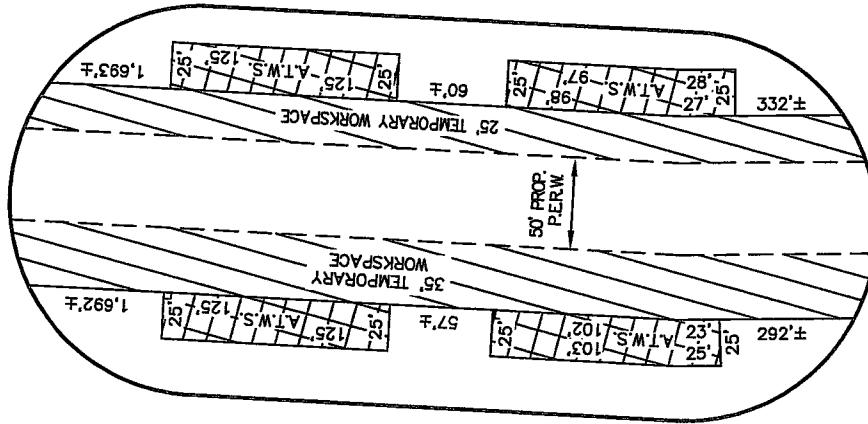 1,693'±
25'
125'
A.T.W.S.
125'
25'
60'±
25'
97'
98'
A.T.W.S.
28'
27'
25'
332'±
25' TEMPORARY WORKSPACE
50' PROP.
P.E.R.W.
35' TEMPORARY
WORKSPACE
1,692'±
25'
125'
A.T.W.S.
125'
25'
57'±
25'
102'
103'
A.T.W.S.
23'
25'
25'
292'±